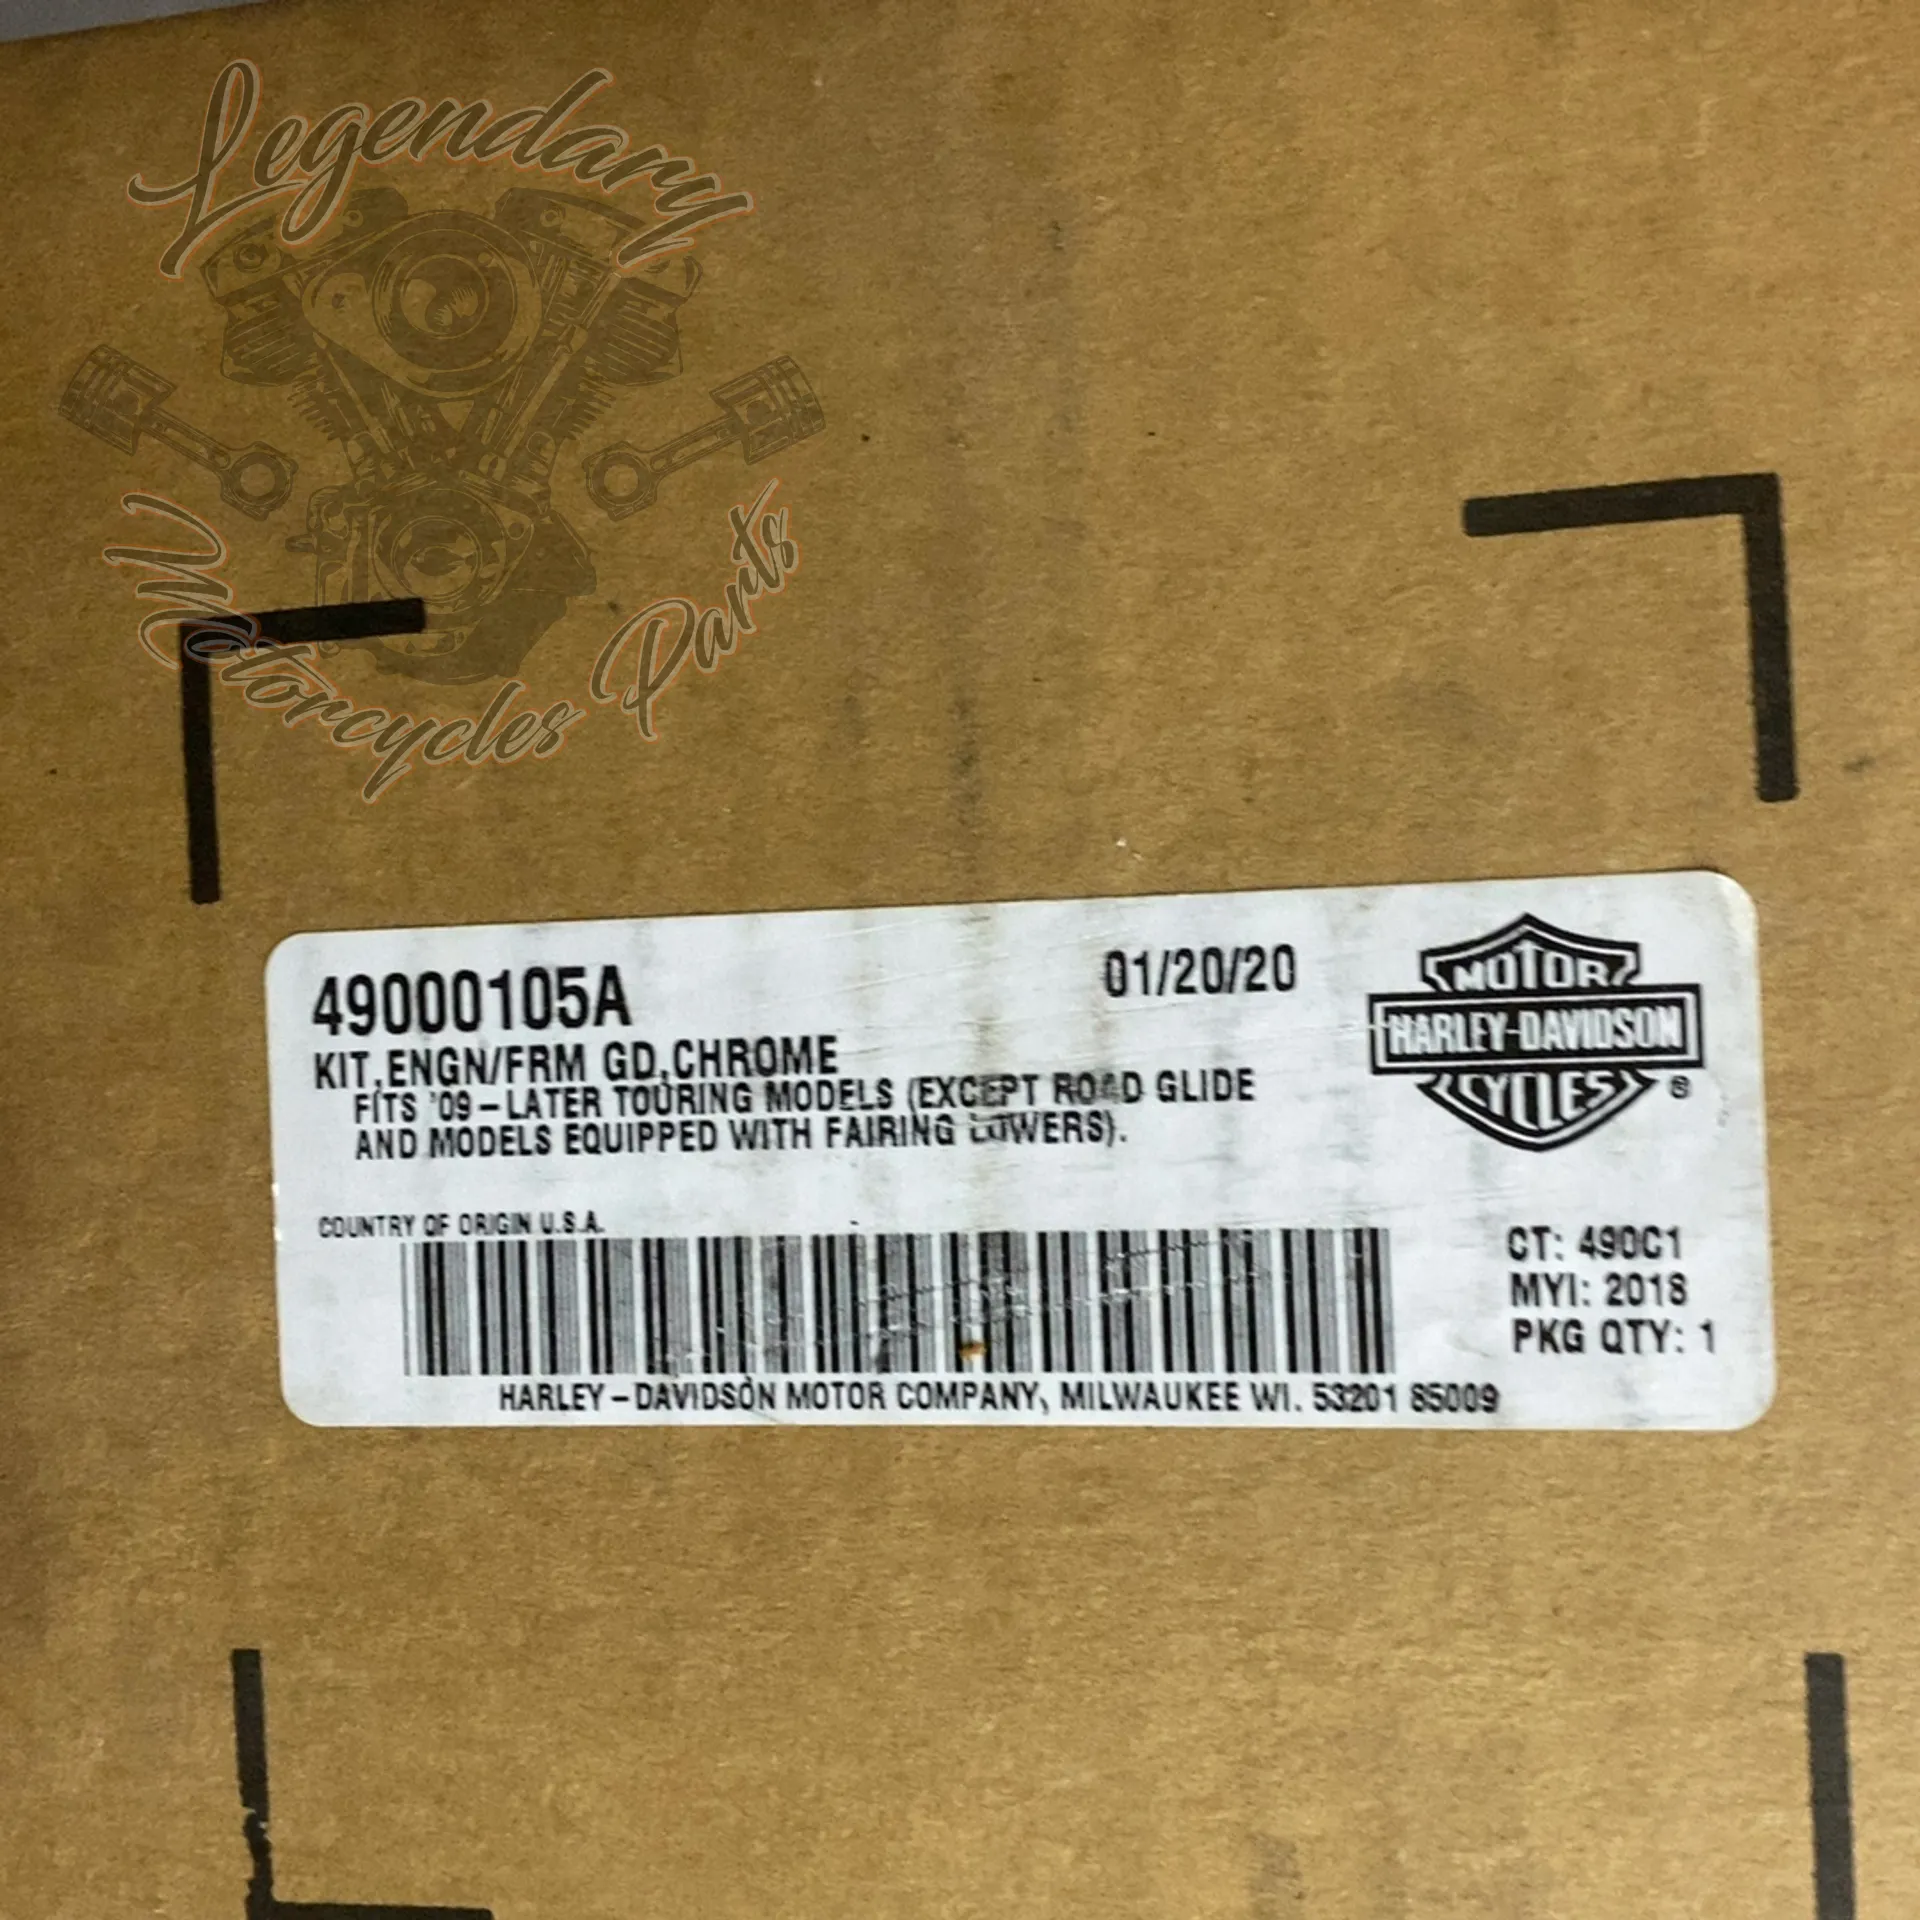 Legendary
Motorcycles Parts
49000105A
01/20/20
KIT,ENGN/FRM GD,CHROME
FITS '09-LATER TOURING MODELS (EXCEPT ROAD GLIDE
AND MODELS EQUIPPED WITH FAIRING LOWERS).
MOTOR
HARLEY-DAVIDSON
CYCLES
®
COUNTRY OF ORIGIN U.S.A.
CT: 490C1
MYI: 2018
PKG QTY: 1
HARLEY-DAVIDSON MOTOR COMPANY, MILWAUKEE WI. 53201 85009